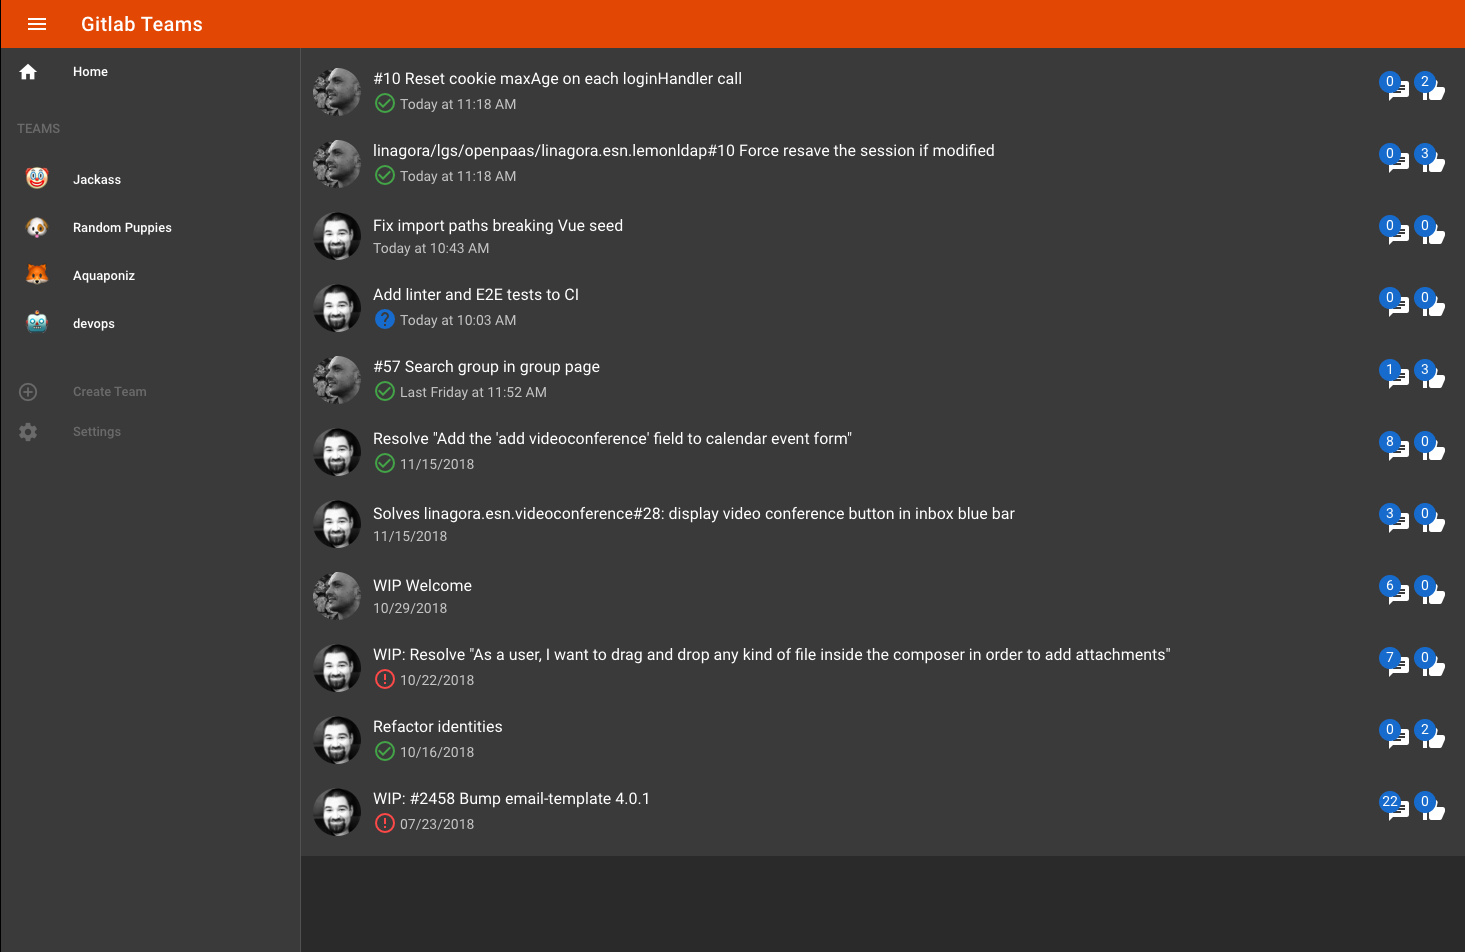 Gitlab Teams
Home
TEAMS
Jackass
Random Puppies
Aquaponiz
devops
Create Team
Settings
#10 Reset cookie maxAge on each loginHandler call
Today at 11:18 AM
0 2
linagora/lgs/openpaas/linagora.esn.lemonldap#10 Force resave the session if modified
Today at 11:18 AM
0 3
Fix import paths breaking Vue seed
Today at 10:43 AM
0 0
Add linter and E2E tests to CI
Today at 10:03 AM
0 0
#57 Search group in group page
Last Friday at 11:52 AM
1 3
Resolve "Add the 'add videoconference' field to calendar event form"
11/15/2018
8 0
Solves linagora.esn.videoconference#28: display video conference button in inbox blue bar
11/15/2018
3 0
WIP Welcome
10/29/2018
6 0
WIP: Resolve "As a user, I want to drag and drop any kind of file inside the composer in order to add attachments"
10/22/2018
7 0
Refactor identities
10/16/2018
0 2
WIP: #2458 Bump email-template 4.0.1
07/23/2018
22 0